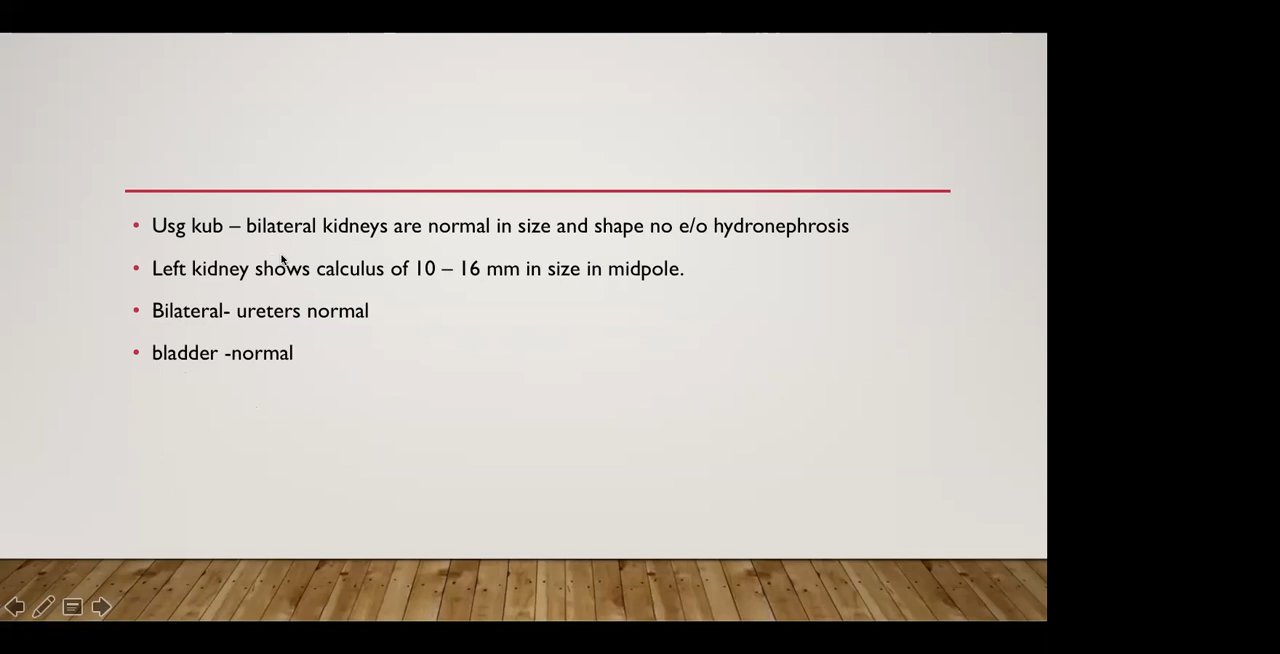 • Usg kub – bilateral kidneys are normal in size and shape no e/o hydronephrosis
• Left kidney shows calculus of 10 – 16 mm in size in midpole.
• Bilateral- ureters normal
• bladder -normal